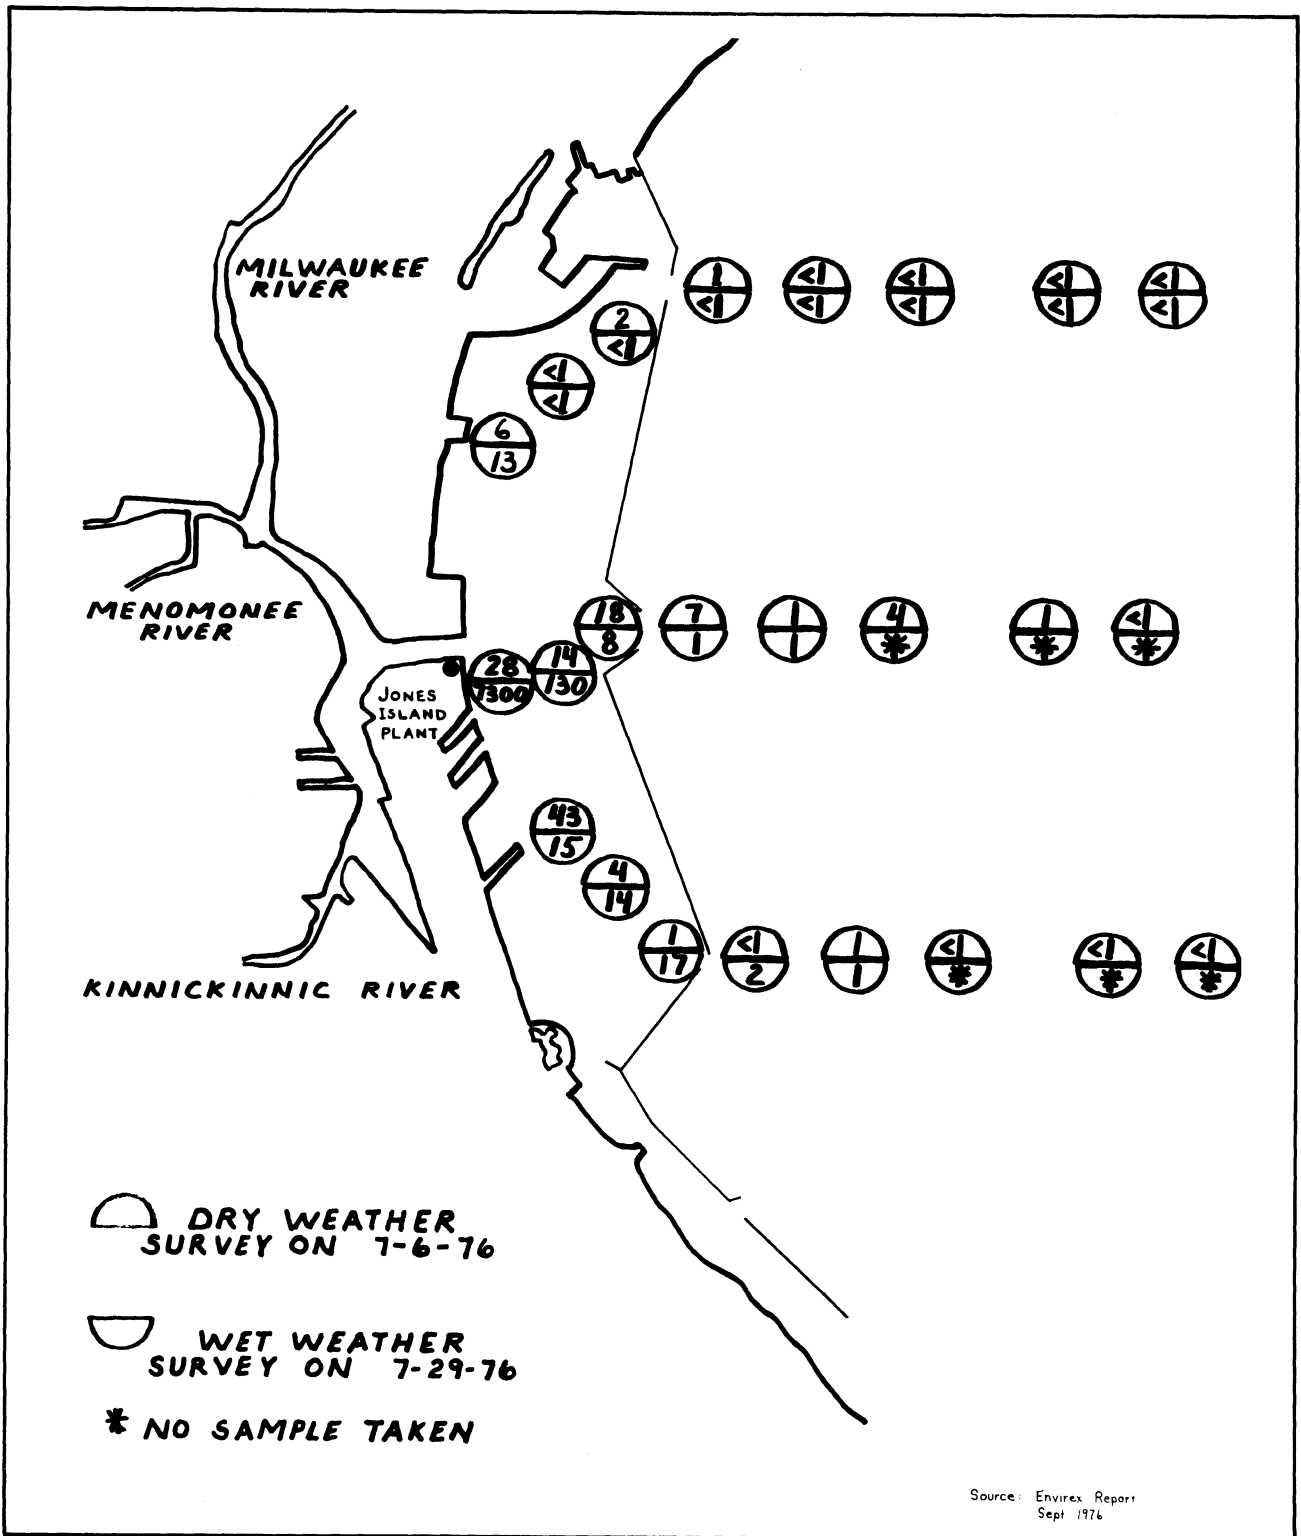 MILWAUKEE
RIVER
1 <1 <1 <1 <1
<1 <1 <1 <1 <1
2
<1
<1
<1
6
13
MENOMONEE
RIVER
18 7 1 4 1 <1
8 1 1 * * *
28 14
7300 130
JONES
ISLAND
PLANT
43
15
4
14
1 <1 1 <1 <1 <1
17 2 1 * * *
KINNICKINNIC RIVER
DRY WEATHER
SURVEY ON 7-6-76
WET WEATHER
SURVEY ON 7-29-76
* NO SAMPLE TAKEN
Source: Envirex Report
Sept 1976